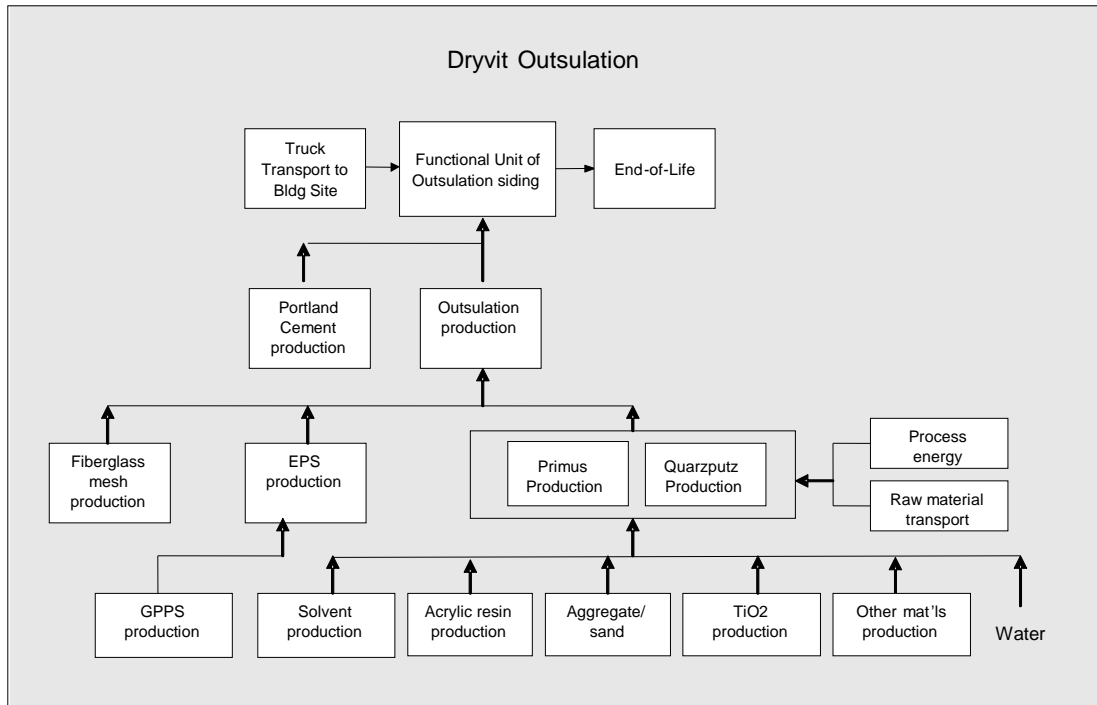 Dryvit Outsulation
Truck
Transport to
Bldg Site
Functional Unit of
Outsulation siding
End-of-Life
Portland
Cement
production
Outsulation
production
Fiberglass
mesh
production
EPS
production
Primus
Production
Quarzputz
Production
Process
energy
Raw material
transport
GPPS
production
Solvent
production
Acrylic resin
production
Aggregate/
sand
TiO2
production
Other mat'ls
production
Water